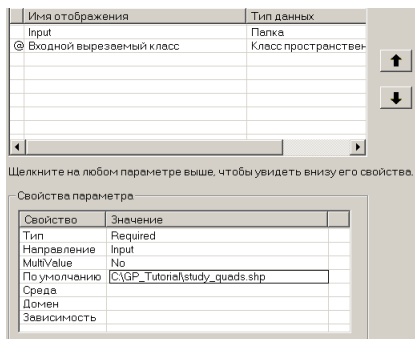 Имя отображения Тип данных
Input Папка
@ Входной вырезаемый класс Класс пространствен
Щелкните на любом параметре выше, чтобы увидеть внизу его свойства.
Свойства параметра
Свойство Значение
Тип Required
Направление Input
MultiValue No
По умолчанию C:\GP_Tutorial\study_quads.shp
Среда
Домен
Зависимость